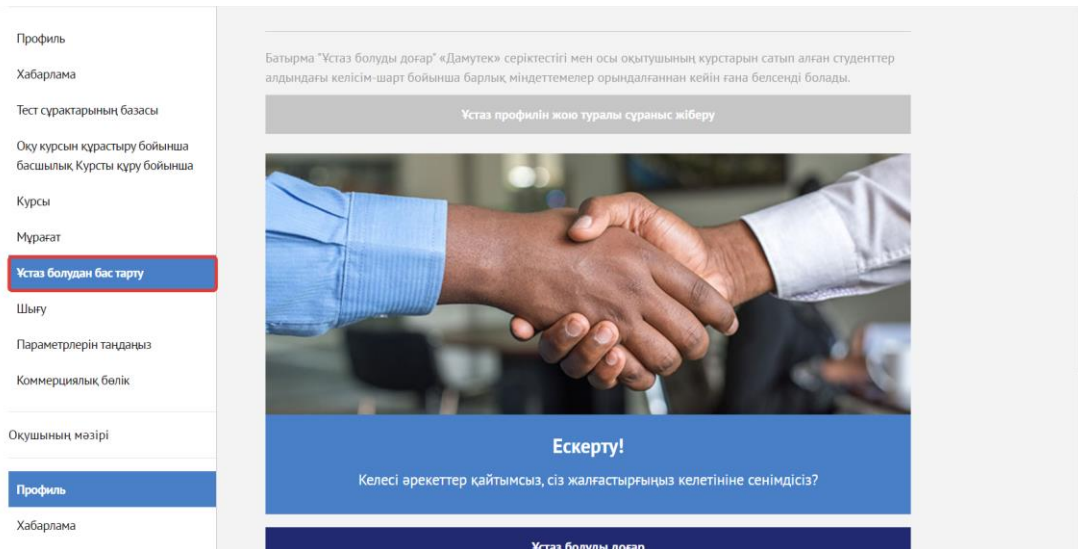 Профиль
Хабарлама
Тест сұрақтарының базасы
Оқу курсын құрастыру бойынша
басшылық Курсты құру бойынша
Курсы
Мұрағат
Ұстаз болудан бас тарту
Шығу
Параметрлерін таңдаңыз
Коммерциялық бөлік
Оқушының мәзірі
Профиль
Хабарлама
Батырма "Ұстаз болуды доғар" «Дамутек» серіктестігі мен осы оқытушының курстарын сатып алған студенттер
алдындағы келісім-шарт бойынша барлық міндеттемелер орындалғаннан кейін ғана белсенді болады.
Ұстаз профилін жою туралы сұраныс жіберу
Ескерту!
Келесі әрекеттер қайтымсыз, сіз жалғастырғыңыз келетініне сенімдісіз?
Ұстаз болуды доғар